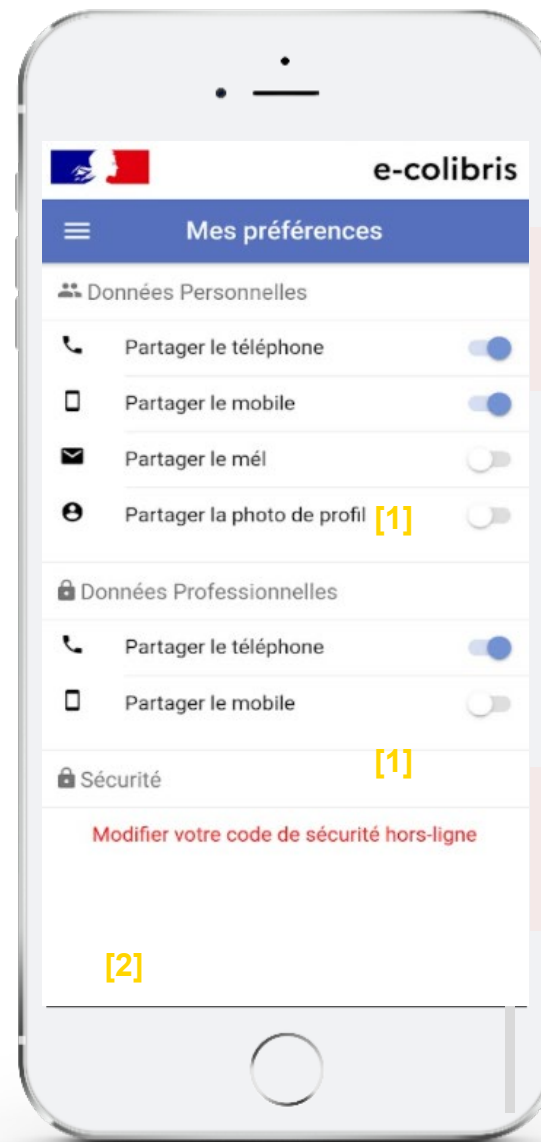 e-colibris
Mes préférences
Données Personnelles
Partager le téléphone
Partager le mobile
Partager le mél
Partager la photo de profil [1]
Données Professionnelles
Partager le téléphone
Partager le mobile
[1]
Sécurité
Modifier votre code de sécurité hors-ligne
[2]